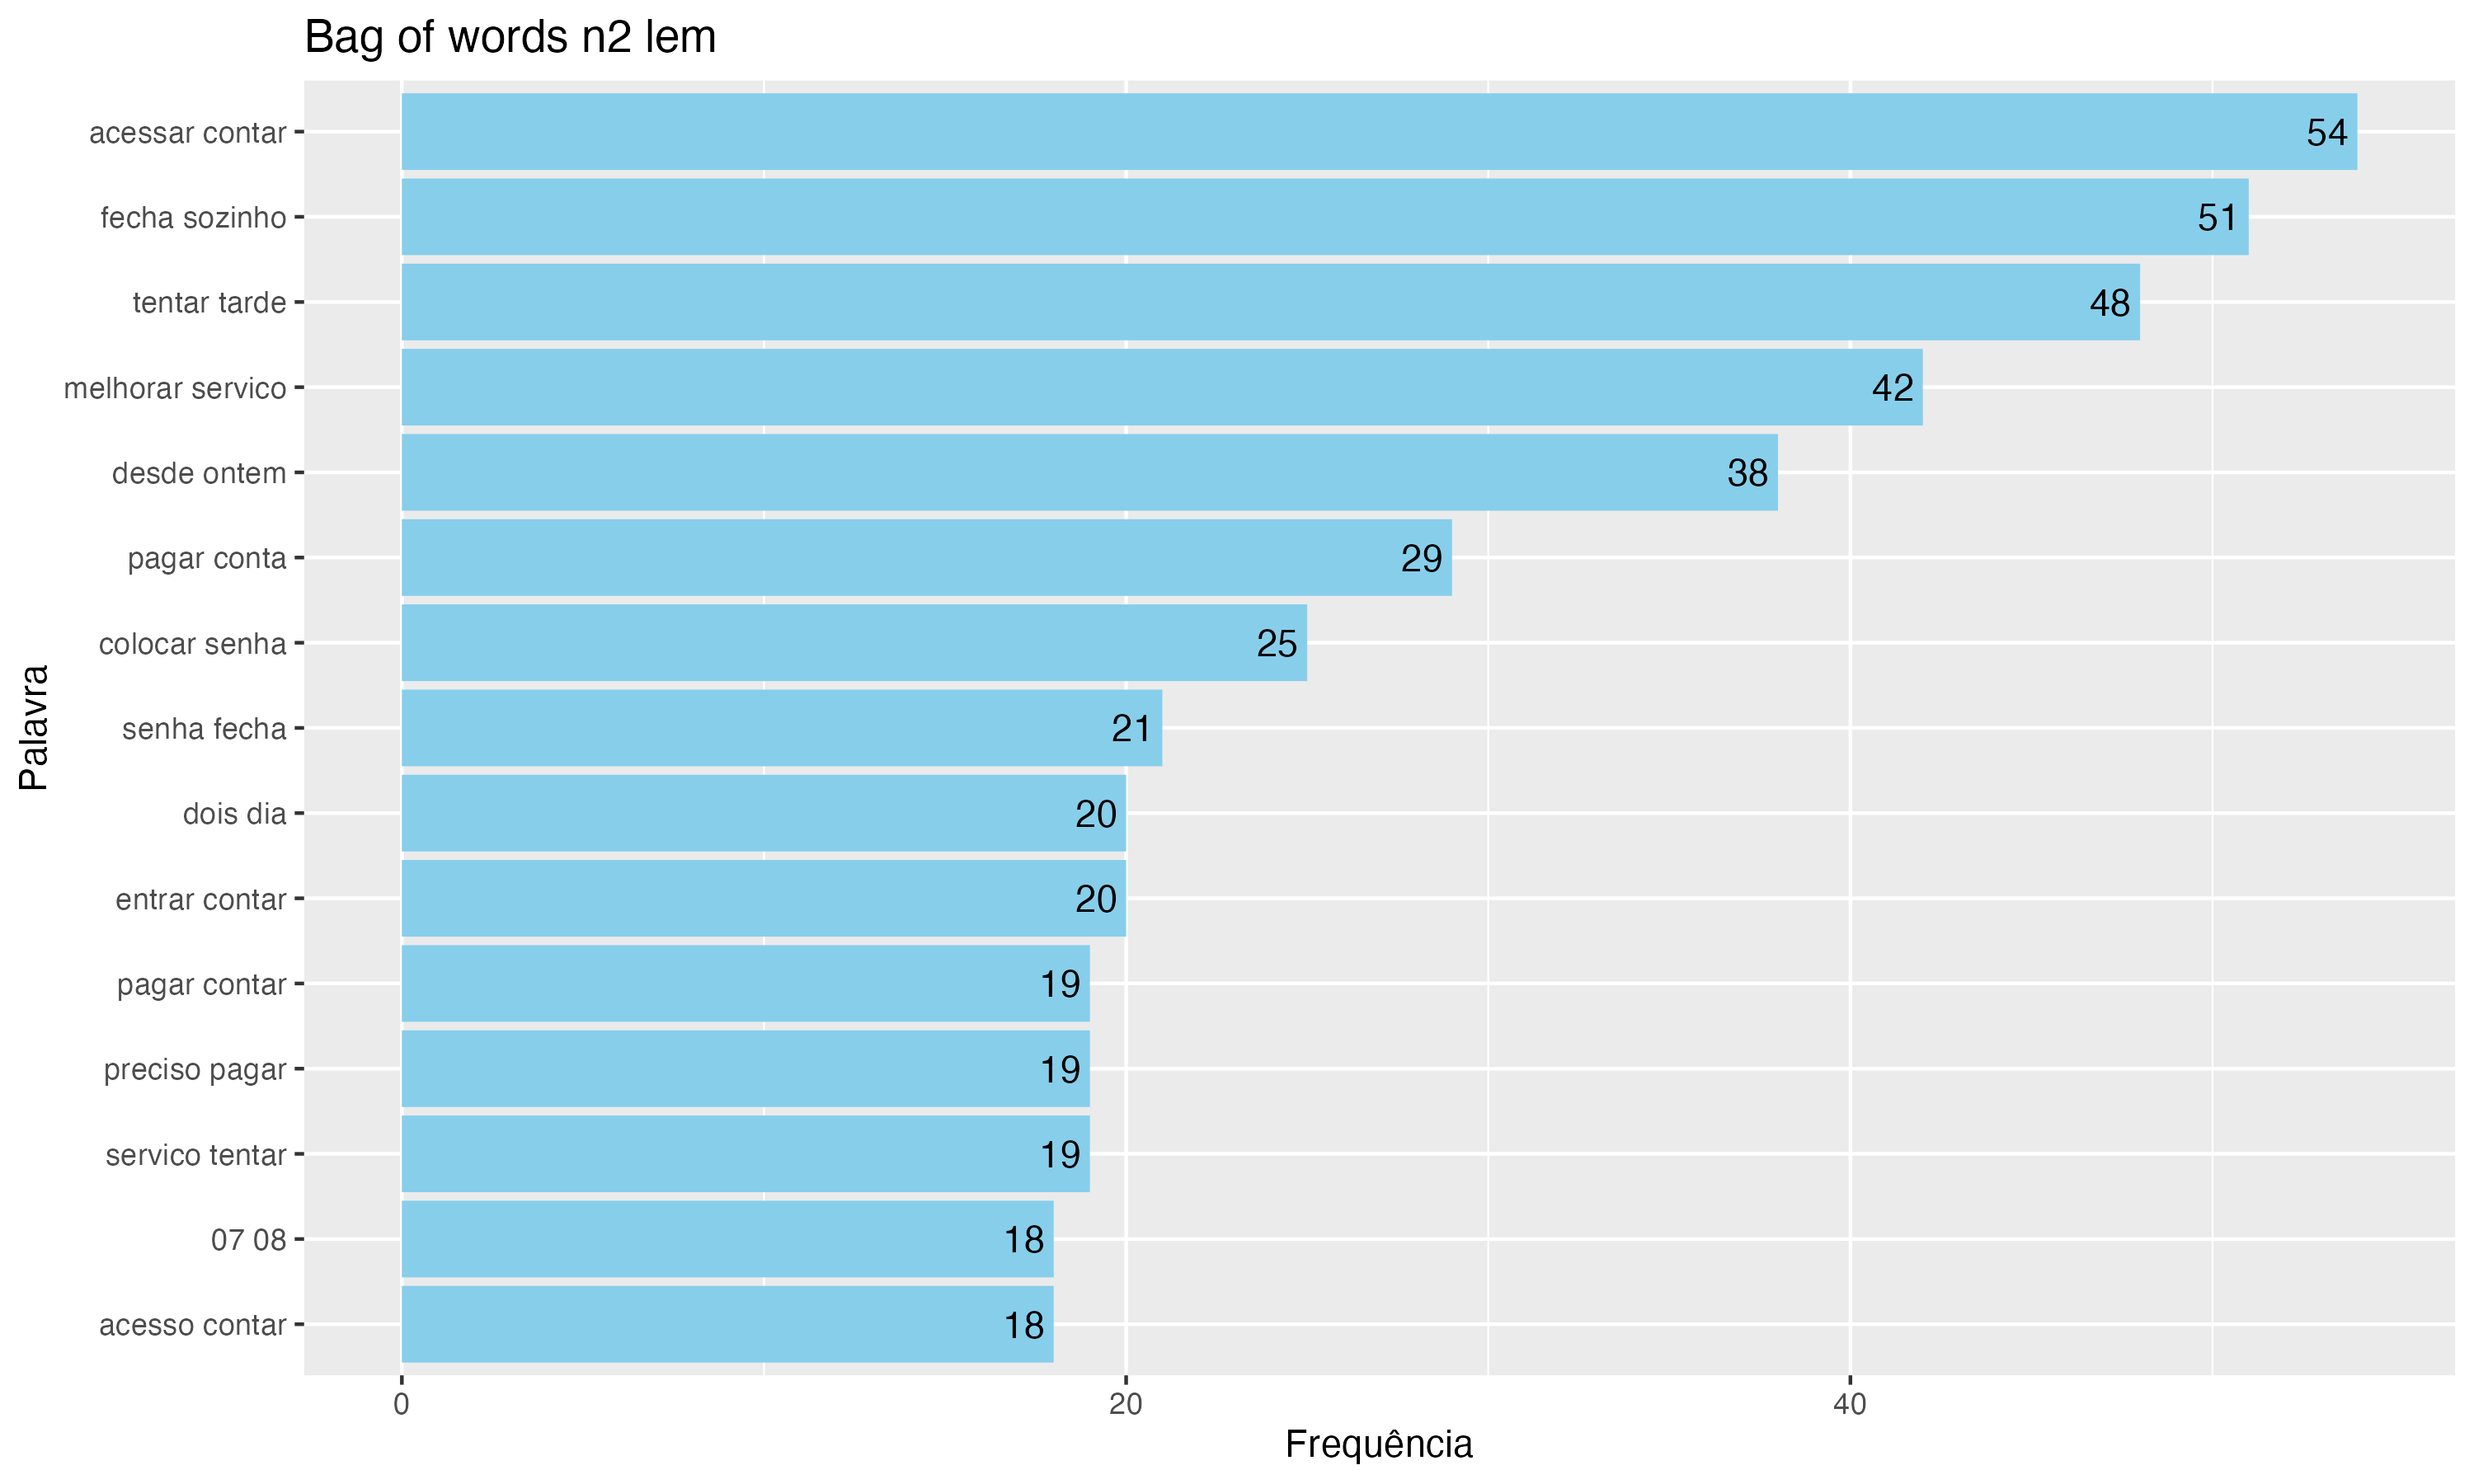 Bag of words n2 lem
Palavra
acessar contar 54
fecha sozinho 51
tentar tarde 48
melhorar servico 42
desde ontem 38
pagar conta 29
colocar senha 25
senha fecha 21
dois dia 20
entrar contar 20
pagar contar 19
preciso pagar 19
servico tentar 19
07 08 18
acesso contar 18
0 20 40
Frequência